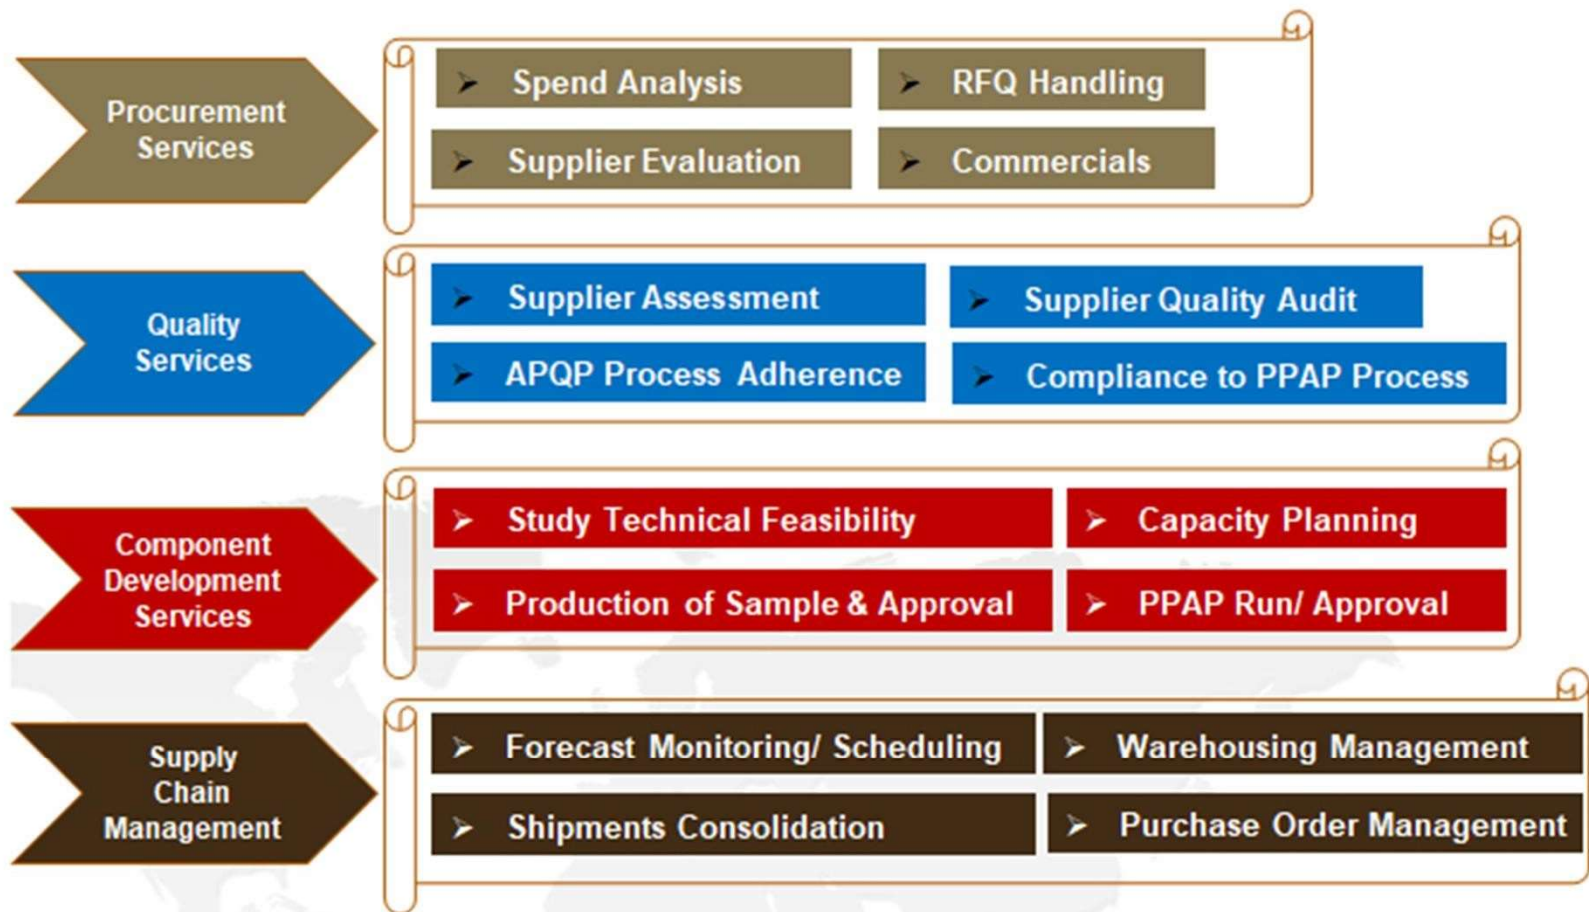 Procurement
Services
➢ Spend Analysis
➢ RFQ Handling
➢ Supplier Evaluation
➢ Commercials
Quality
Services
➢ Supplier Assessment
➢ Supplier Quality Audit
➢ APQP Process Adherence
➢ Compliance to PPAP Process
Component
Development
Services
➢ Study Technical Feasibility
➢ Capacity Planning
➢ Production of Sample & Approval
➢ PPAP Run/ Approval
Supply
Chain
Management
➢ Forecast Monitoring/ Scheduling
➢ Warehousing Management
➢ Shipments Consolidation
➢ Purchase Order Management